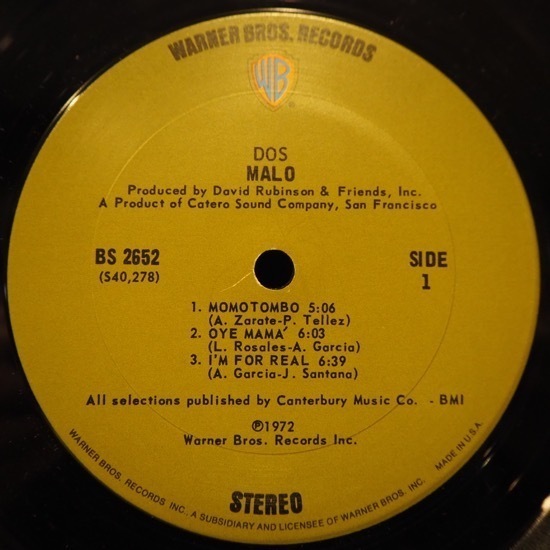 WARNER BROS. RECORDS
WB
DOS
MALO
Produced by David Rubinson & Friends, Inc.
A Product of Catero Sound Company, San Francisco
BS 2652
(S40,278)
SIDE
1
1. MOMOTOMBO 5:06
(A. Zarate-P. Tellez)
2. OYE MAMA' 6:03
(L. Rosales-A. Garcia)
3. I'M FOR REAL 6:39
(A. Garcia-J. Santana)
All selections published by Canterbury Music Co. - BMI
℗1972
Warner Bros. Records Inc.
STEREO
WARNER BROS. RECORDS INC., A SUBSIDIARY AND LICENSEE OF WARNER BROS. INC. MADE IN U.S.A.